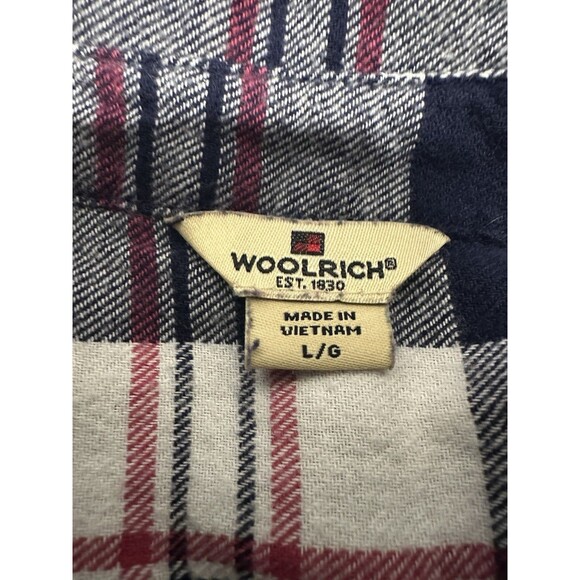 WOOLRICH®
EST. 1830
MADE IN
VIETNAM
L/G